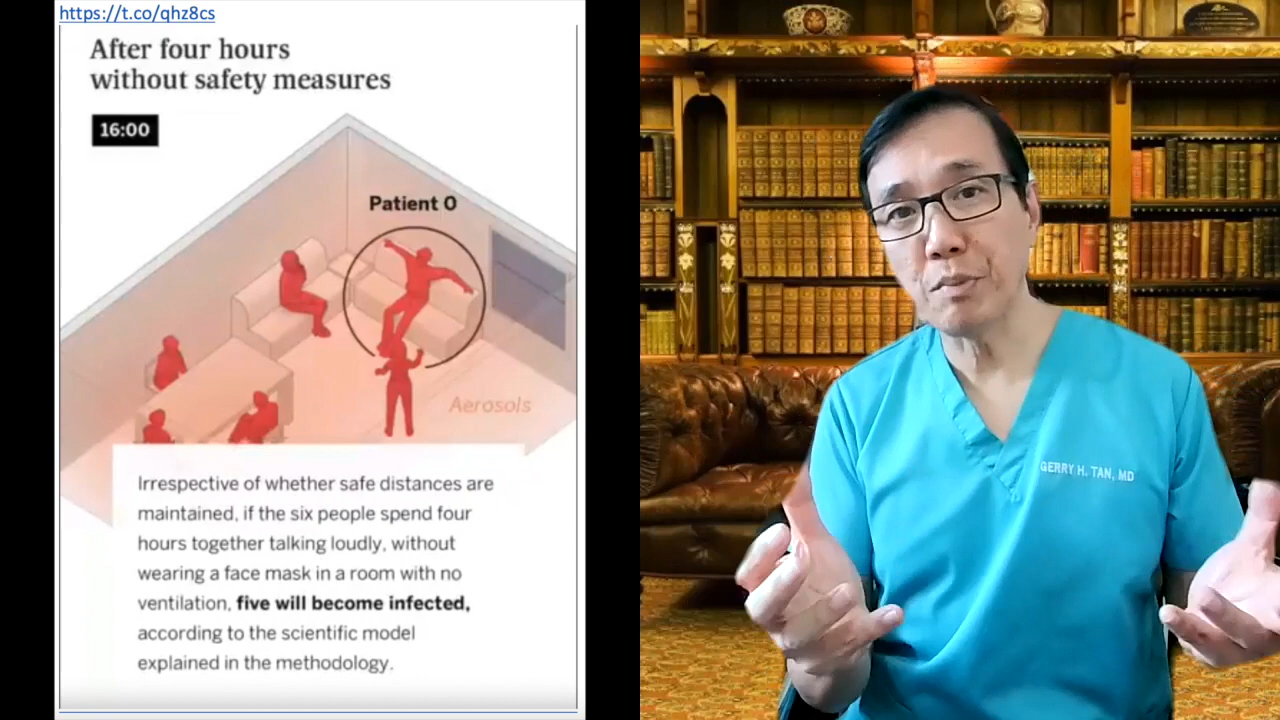 https://t.co/qhz8cs
After four hours
without safety measures
16:00
Patient 0
Aerosols
Irrespective of whether safe distances are
maintained, if the six people spend four
hours together talking loudly, without
wearing a face mask in a room with no
ventilation, five will become infected,
according to the scientific model
explained in the methodology.
GERRY H. TAN, MD